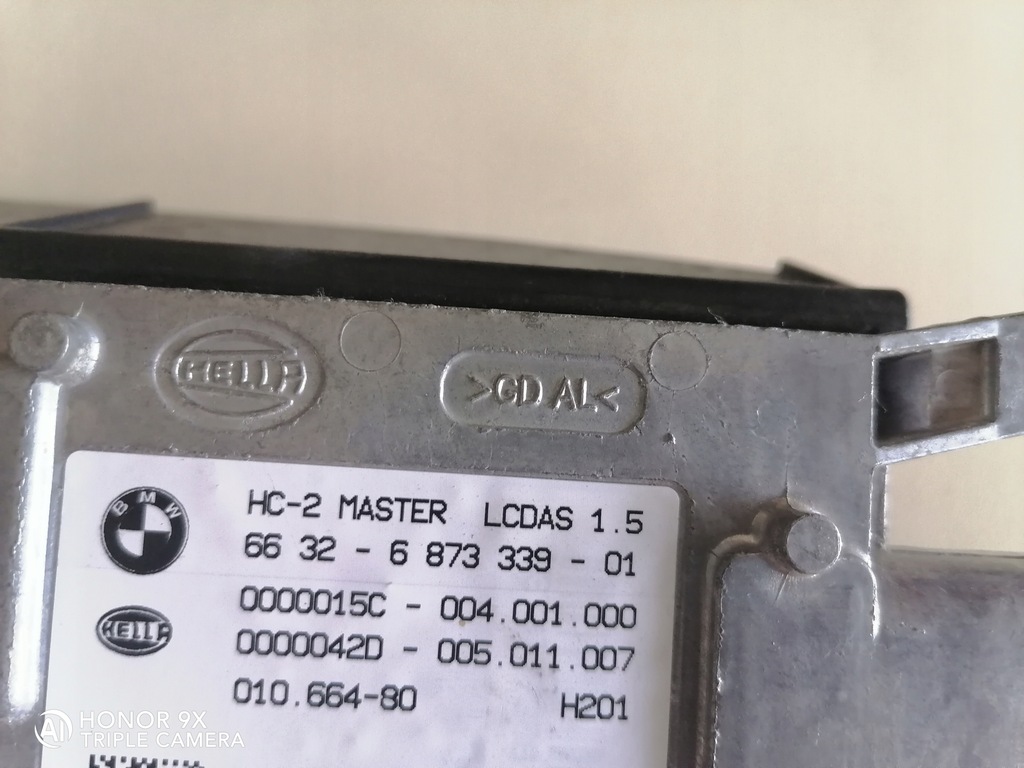 HELLA
>GD AL<
BMW
HC-2 MASTER LCDAS 1.5
66 32 - 6 873 339 - 01
0000015C - 004.001.000
HELLA
0000042D - 005.011.007
010.664-80 H201
AI HONOR 9X
TRIPLE CAMERA